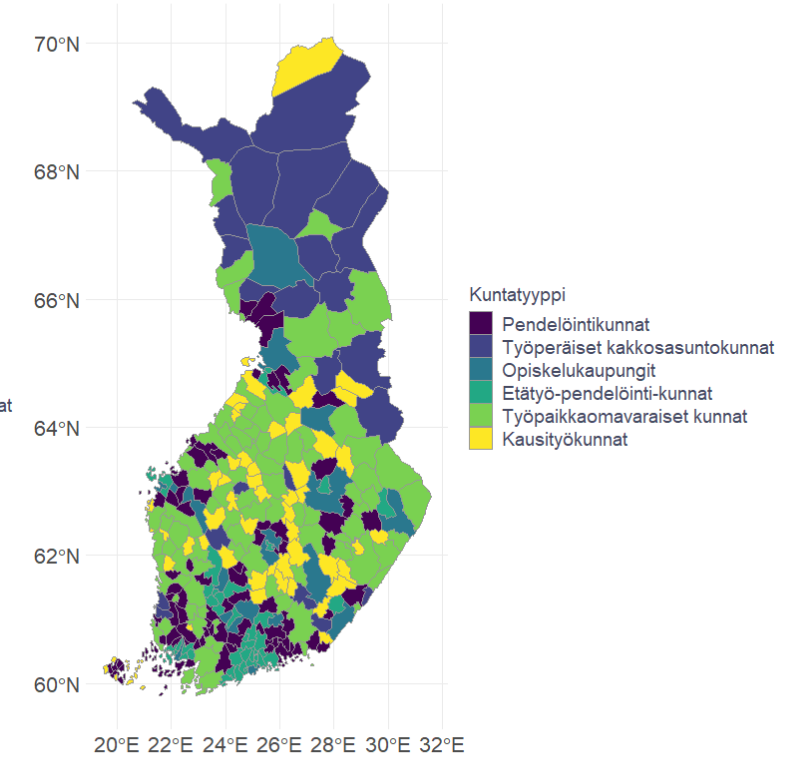 70°N
68°N
66°N
64°N
62°N
60°N
20°E 22°E 24°E 26°E 28°E 30°E 32°E
at
Kuntatyyppi
Pendelöintikunnat
Työperäiset kakkosasuntokunnat
Opiskelukaupungit
Etätyö-pendelöinti-kunnat
Työpaikkaomavaraiset kunnat
Kausityökunnat